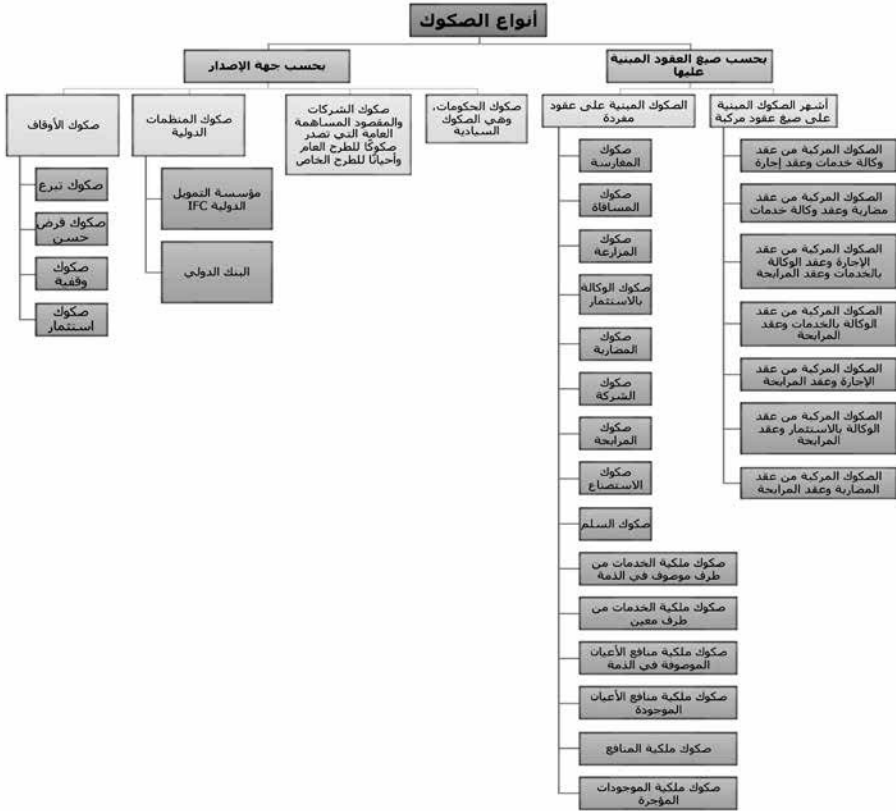 أنواع الصكوك
بحسب صيغ العقود المبنية
عليها
أشهر الصكوك المبنية
على صيغ عقود مركبة
الصكوك المركبة من عقد
وكالة خدمات وعقد إجارة
الصكوك المركبة من عقد
مضاربة وعقد وكالة خدمات
الصكوك المركبة من عقد
الإجارة وعقد الوكالة
بالخدمات وعقد المرابحة
الصكوك المركبة من عقد
الوكالة بالخدمات وعقد
المرابحة
الصكوك المركبة من عقد
الإجارة وعقد المرابحة
الصكوك المركبة من عقد
الوكالة بالاستثمار وعقد
المرابحة
الصكوك المركبة من عقد
المضاربة وعقد المرابحة
الصكوك المبنية على عقود
مفردة
صكوك
المغارسة
صكوك
المساقاة
صكوك
المزارعة
صكوك الوكالة
بالاستثمار
صكوك
المضاربة
صكوك
الشركة
صكوك
المرابحة
صكوك
الاستصناع
صكوك السلم
صكوك ملكية الخدمات من
طرف موصوف في الذمة
صكوك ملكية الخدمات من
طرف معين
صكوك ملكية منافع الأعيان
الموصوفة في الذمة
صكوك ملكية منافع الأعيان
الموجودة
صكوك ملكية المنافع
صكوك ملكية الموجودات
المؤجرة
بحسب جهة الإصدار
صكوك الحكومات،
وهي الصكوك
السيادية
صكوك الشركات
والمقصود المساهمة
العامة التي تصدر
صكوكًا للطرح العام
وأحيانًا للطرح الخاص
صكوك المنظمات
الدولية
مؤسسة التمويل
الدولية IFC
البنك الدولي
صكوك الأوقاف
صكوك تبرع
صكوك قرض
حسن
صكوك
وقفية
صكوك
استثمار